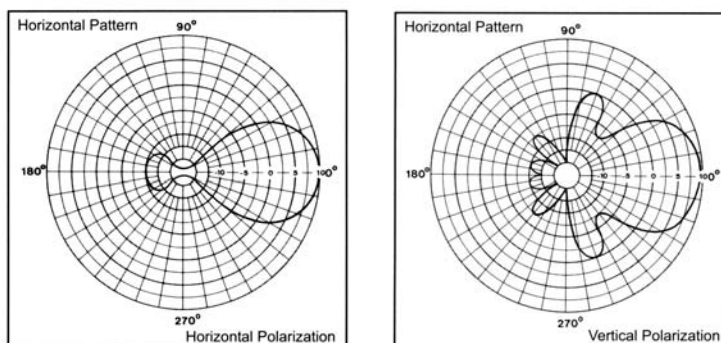 Horizontal Pattern
90°
180°
-10 -5 0 5 10 0°
270°
Horizontal Polarization
Horizontal Pattern
90°
180°
-10 -5 0 5 10 0°
270°
Vertical Polarization